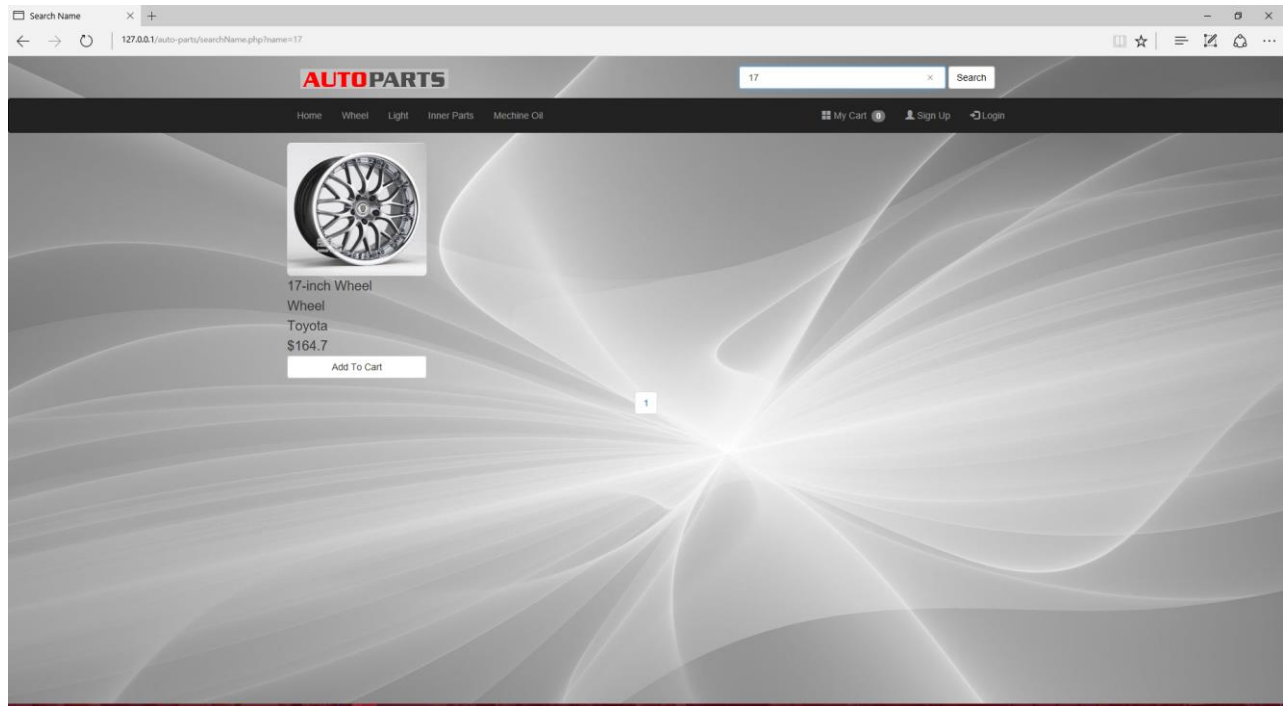 Search Name
127.0.0.1/auto-parts/searchName.php?name=17
AUTOPARTS
17
Search
Home Wheel Light Inner Parts Mechine Oil My Cart 0 Sign Up Login
17-inch Wheel
Wheel
Toyota
$164.7
Add To Cart
1